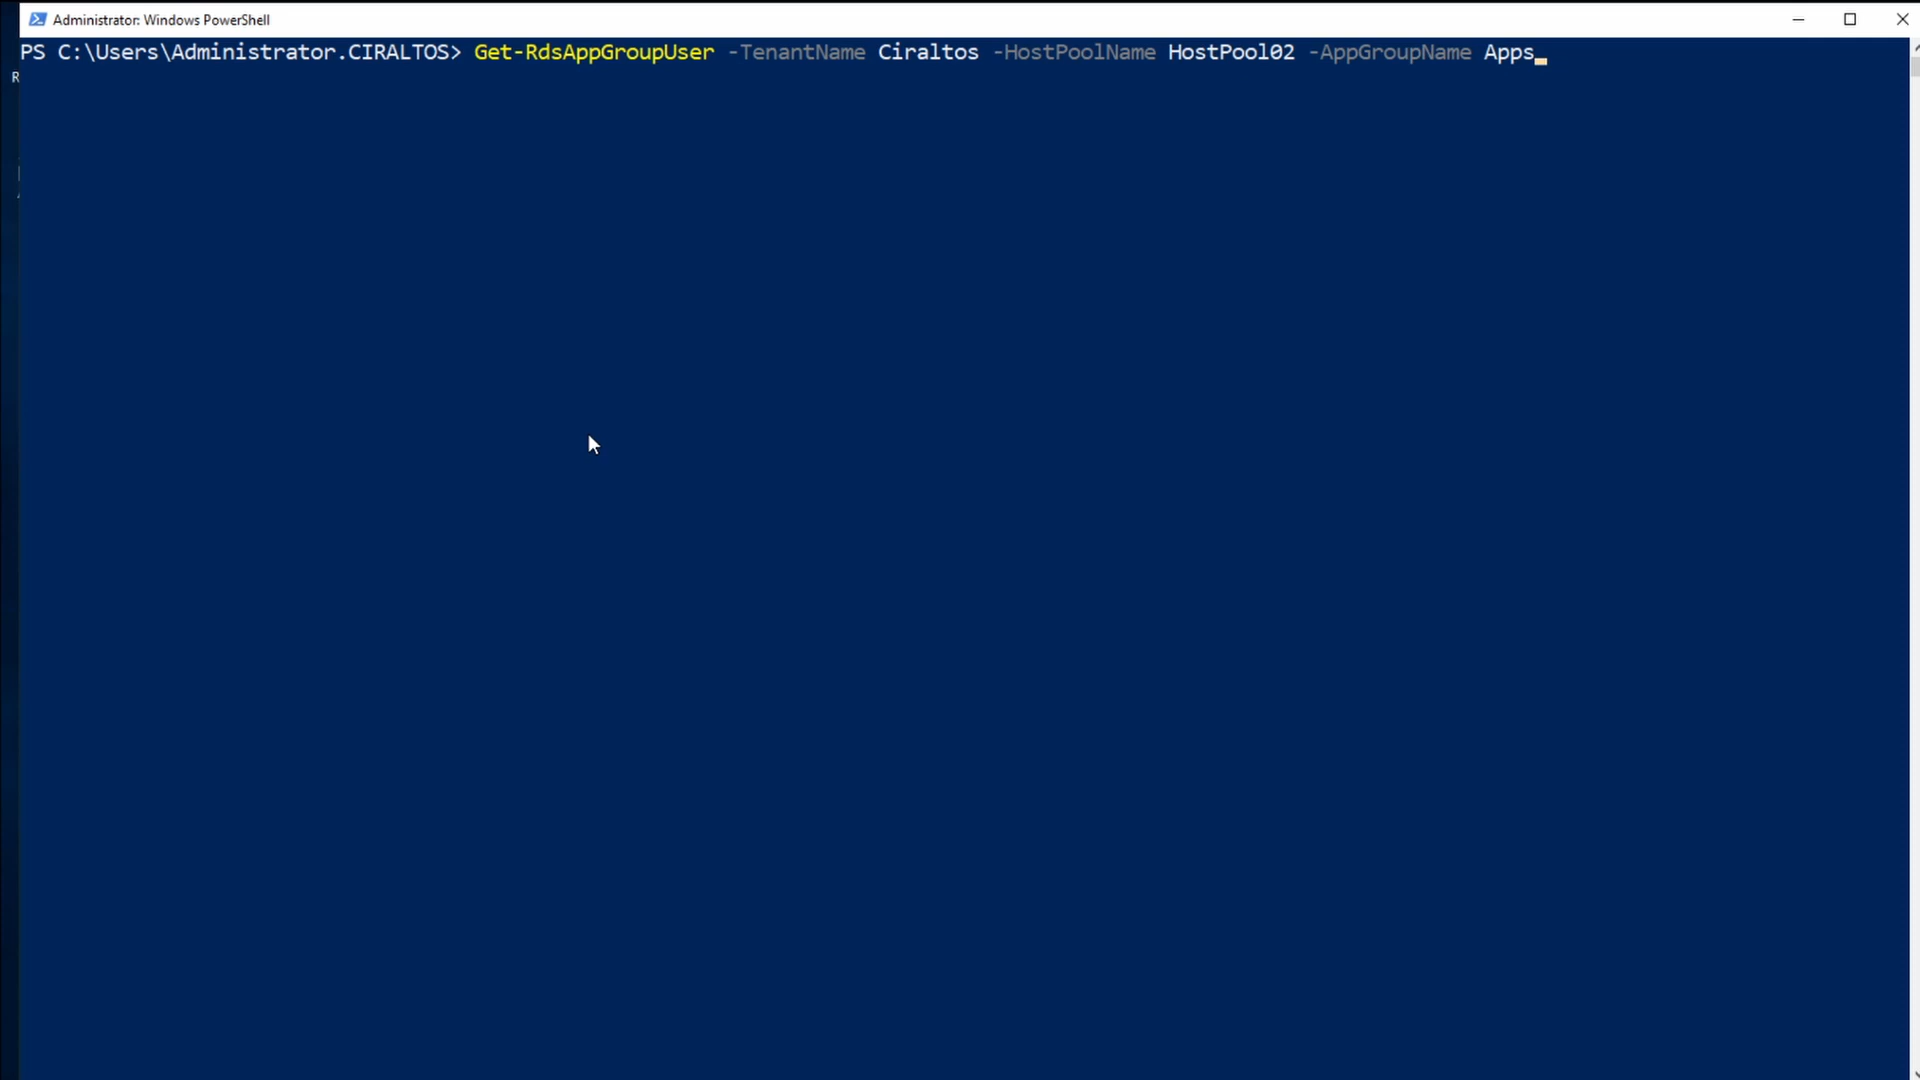 Administrator: Windows PowerShell
PS C:\Users\Administrator.CIRALTOS> Get-RdsAppGroupUser -TenantName Ciraltos -HostPoolName HostPool02 -AppGroupName Apps
R